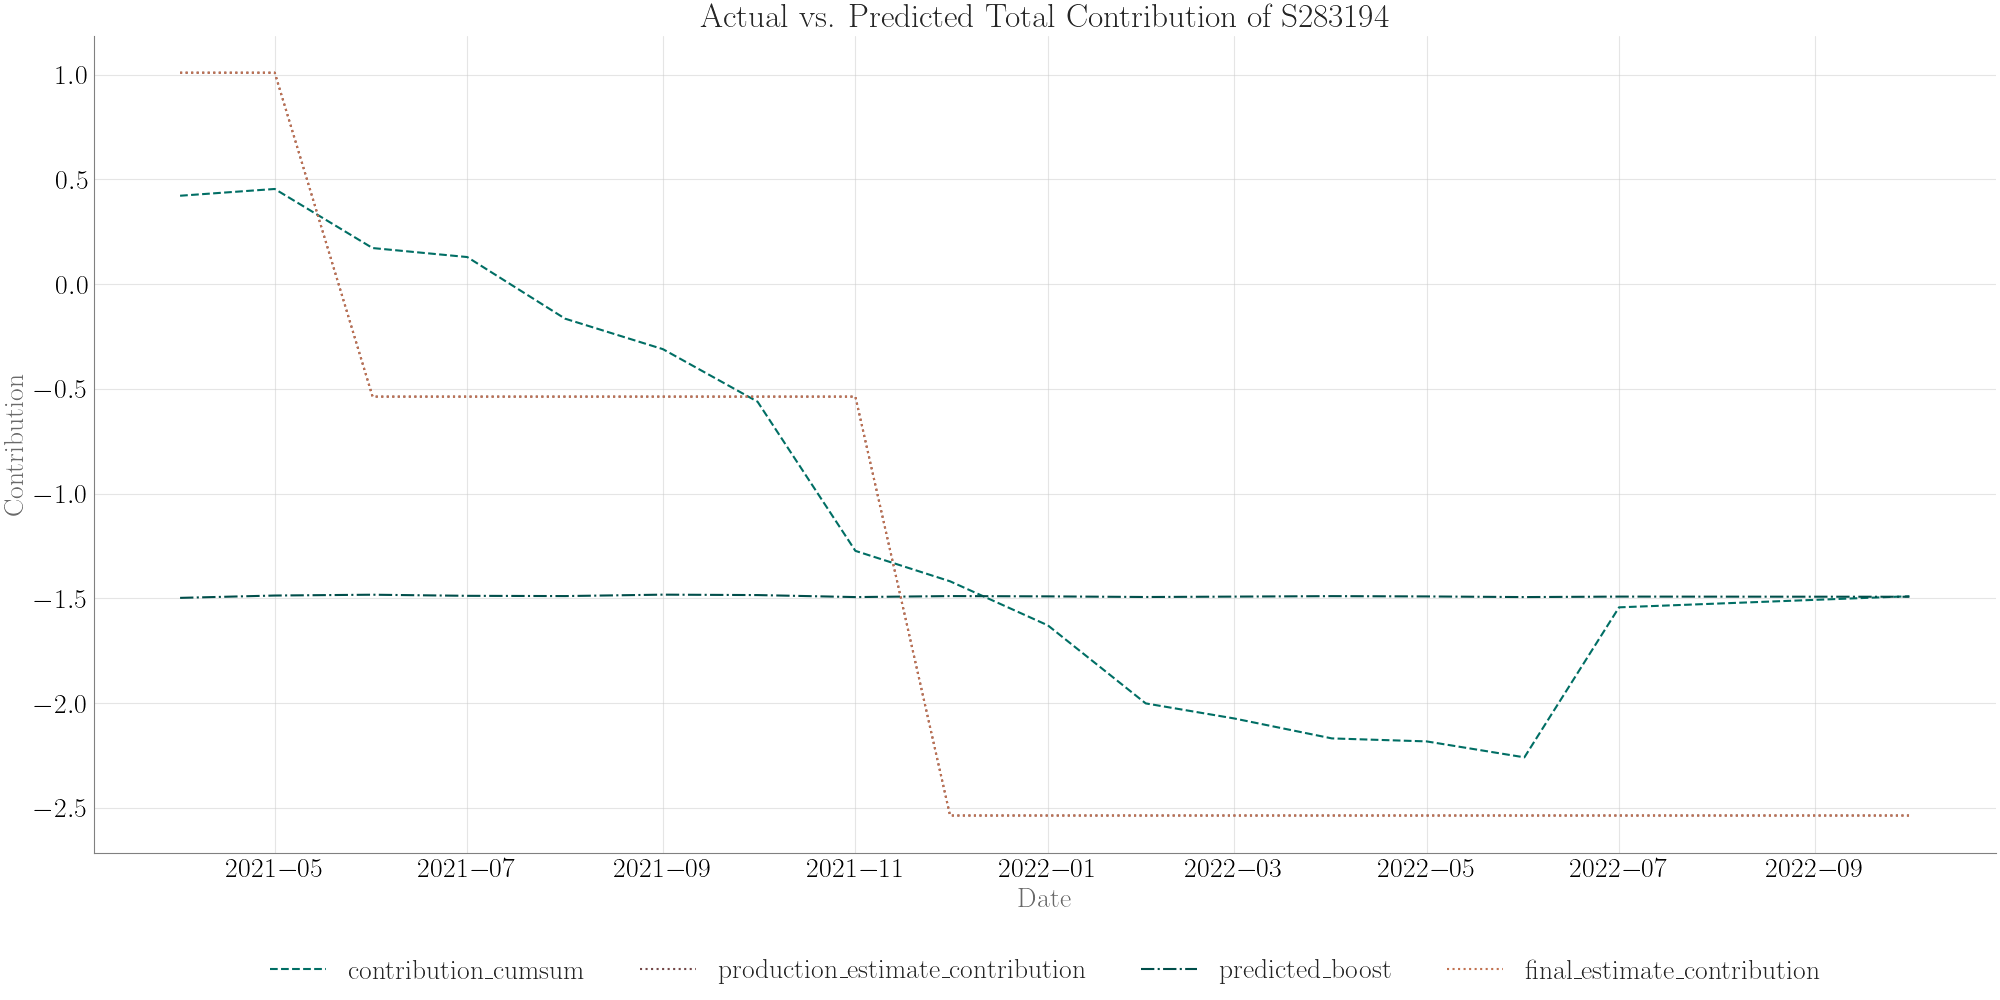 Actual vs. Predicted Total Contribution of S283194
1.0
0.5
0.0
−0.5
−1.0
−1.5
−2.0
−2.5
Contribution
2021−05 2021−07 2021−09 2021−11 2022−01 2022−03 2022−05 2022−07 2022−09
Date
contribution_cumsum production_estimate_contribution predicted_boost final_estimate_contribution